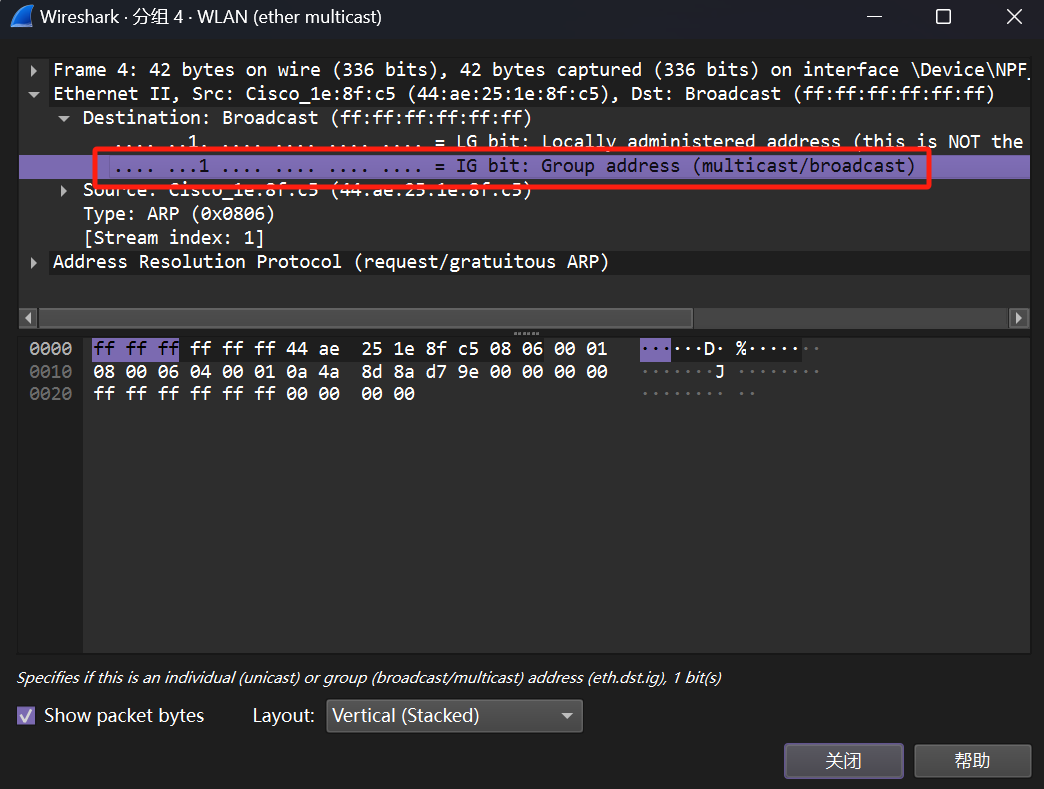 Wireshark · 分组 4 · WLAN (ether multicast)
Frame 4: 42 bytes on wire (336 bits), 42 bytes captured (336 bits) on interface \Device\NPF_
Ethernet II, Src: Cisco_1e:8f:c5 (44:ae:25:1e:8f:c5), Dst: Broadcast (ff:ff:ff:ff:ff:ff)
Destination: Broadcast (ff:ff:ff:ff:ff:ff)
.... ..1. .... .... .... .... = LG bit: Locally administered address (this is NOT the
.... ...1 .... .... .... .... = IG bit: Group address (multicast/broadcast)
Source: Cisco_1e:8f:c5 (44:ae:25:1e:8f:c5)
Type: ARP (0x0806)
[Stream index: 1]
Address Resolution Protocol (request/gratuitous ARP)
0000 ff ff ff ff ff ff 44 ae 25 1e 8f c5 08 06 00 01 ······D· %·······
0010 08 00 06 04 00 01 0a 4a 8d 8a d7 9e 00 00 00 00 ·······J ········
0020 ff ff ff ff ff ff 00 00 00 00 ········ ··
Specifies if this is an individual (unicast) or group (broadcast/multicast) address (eth.dst.ig), 1 bit(s)
Show packet bytes Layout: Vertical (Stacked)
关闭 帮助